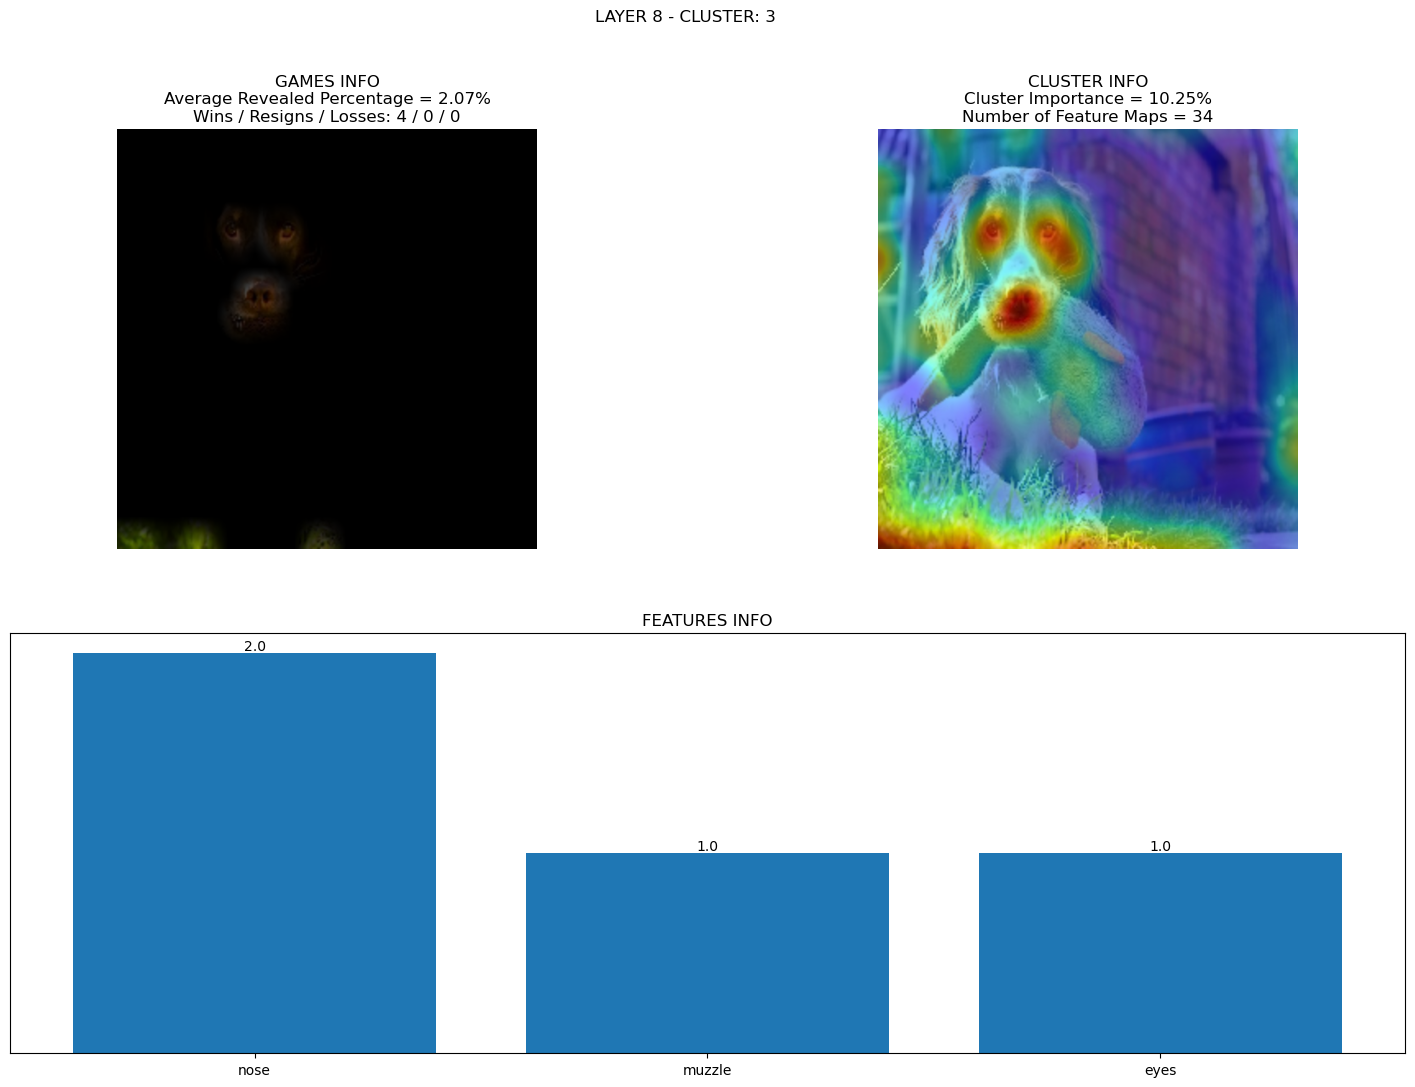 LAYER 8 - CLUSTER: 3
GAMES INFO
Average Revealed Percentage = 2.07%
Wins / Resigns / Losses: 4 / 0 / 0
CLUSTER INFO
Cluster Importance = 10.25%
Number of Feature Maps = 34
FEATURES INFO
2.0
1.0
1.0
nose
muzzle
eyes